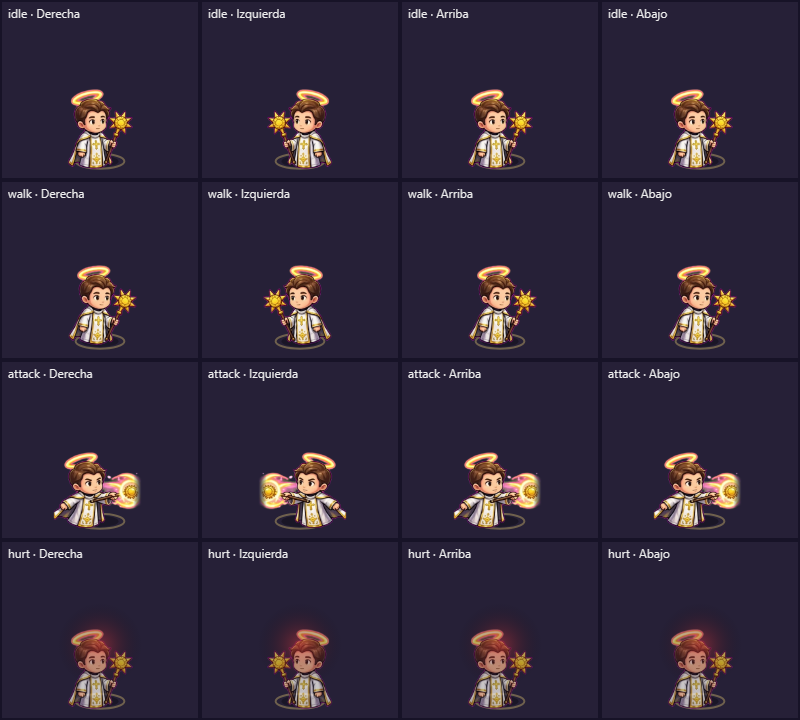 idle · Derecha
idle · Izquierda
idle · Arriba
idle · Abajo
walk · Derecha
walk · Izquierda
walk · Arriba
walk · Abajo
attack · Derecha
attack · Izquierda
attack · Arriba
attack · Abajo
hurt · Derecha
hurt · Izquierda
hurt · Arriba
hurt · Abajo